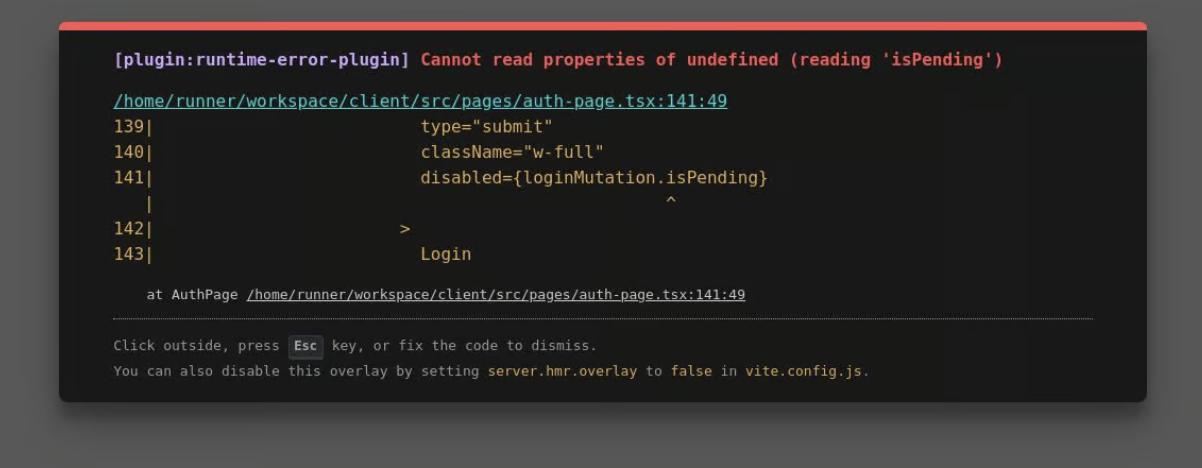 [plugin:runtime-error-plugin] Cannot read properties of undefined (reading 'isPending')
/home/runner/workspace/client/src/pages/auth-page.tsx:141:49
139|                          type="submit"
140|                          className="w-full"
141|                          disabled={loginMutation.isPending}
   |                                                  ^
142|                        >
143|                          Login
at AuthPage /home/runner/workspace/client/src/pages/auth-page.tsx:141:49
Click outside, press Esc key, or fix the code to dismiss.
You can also disable this overlay by setting server.hmr.overlay to false in vite.config.js.